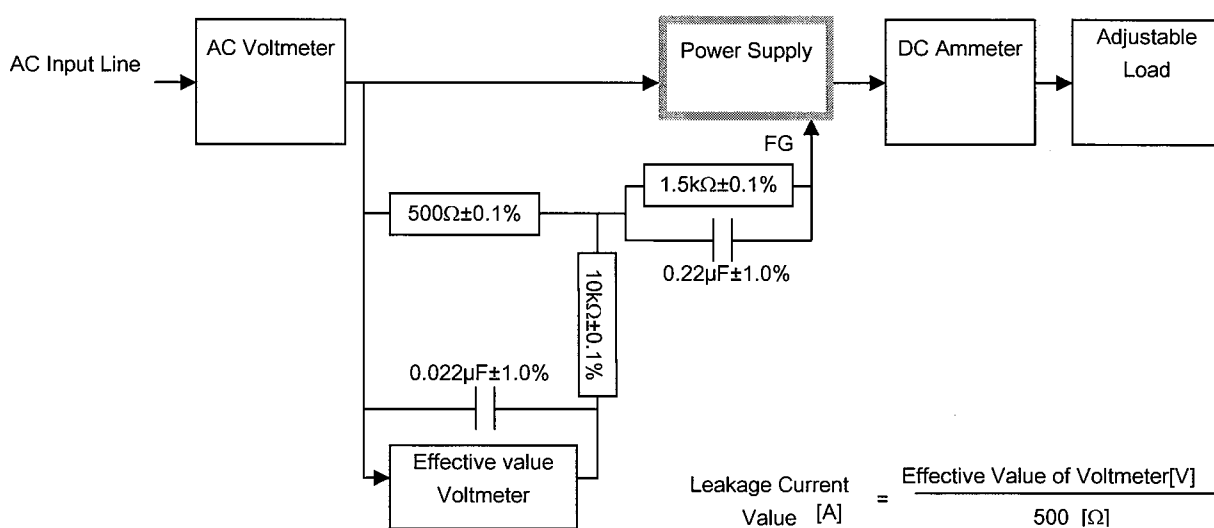 AC Input Line
AC Voltmeter
Power Supply
DC Ammeter
Adjustable
Load
FG
500Ω±0.1%
1.5kΩ±0.1%
0.22µF±1.0%
10kΩ±0.1%
0.022µF±1.0%
Effective value
Voltmeter
Leakage Current
Value [A]
=
Effective Value of Voltmeter[V]
500 [Ω]